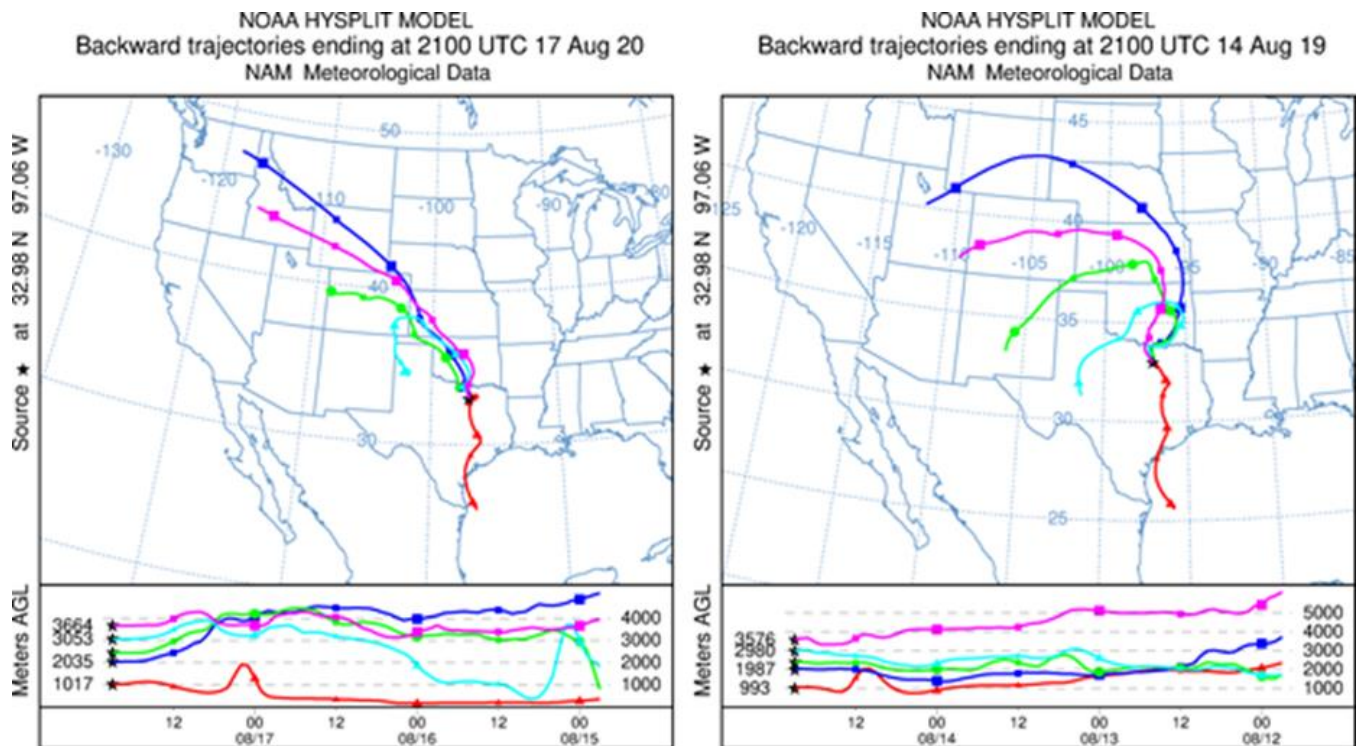 NOAA HYSPLIT MODEL
Backward trajectories ending at 2100 UTC 17 Aug 20
NAM Meteorological Data
Source ★ at 32.98 N 97.06 W
-130
-120
110
-100
-90
-80
50
40
30
Meters AGL
3664
3053
2035
1017
4000
3000
2000
1000
12 00 12 00 12 00
08/17 08/16 08/15
NOAA HYSPLIT MODEL
Backward trajectories ending at 2100 UTC 14 Aug 19
NAM Meteorological Data
Source ★ at 32.98 N 97.06 W
-125
-120
-115
-110
-105
-100
-95
-90
-85
45
40
35
30
25
Meters AGL
3576
2980
1987
993
5000
4000
3000
2000
1000
12 00 12 00 12 00
08/14 08/13 08/12